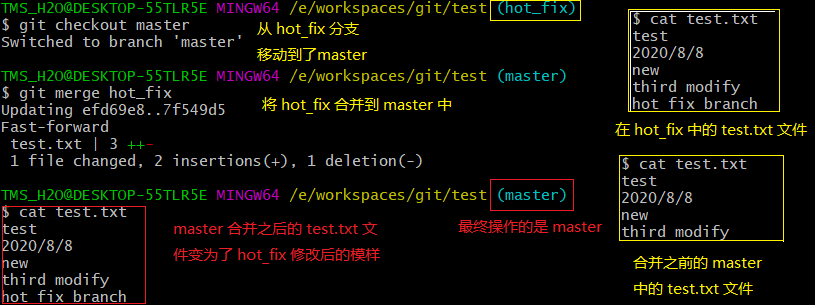 TMS_H2O@DESKTOP-55TLR5E MINGW64 /e/workspaces/git/test (hot_fix)
$ git checkout master
Switched to branch 'master'
从 hot_fix 分支
移动到了master
TMS_H2O@DESKTOP-55TLR5E MINGW64 /e/workspaces/git/test (master)
$ git merge hot_fix
Updating efd69e8..7f549d5
Fast-forward
test.txt | 3 ++-
1 file changed, 2 insertions(+), 1 deletion(-)
将 hot_fix 合并到 master 中
TMS_H2O@DESKTOP-55TLR5E MINGW64 /e/workspaces/git/test (master)
$ cat test.txt
test
2020/8/8
new
third modify
hot fix branch
master 合并之后的 test.txt 文
件变为了 hot_fix 修改后的模样
最终操作的是 master
$ cat test.txt
test
2020/8/8
new
third modify
hot fix branch
在 hot_fix 中的 test.txt 文件
$ cat test.txt
test
2020/8/8
new
third modify
合并之前的 master
中的 test.txt 文件